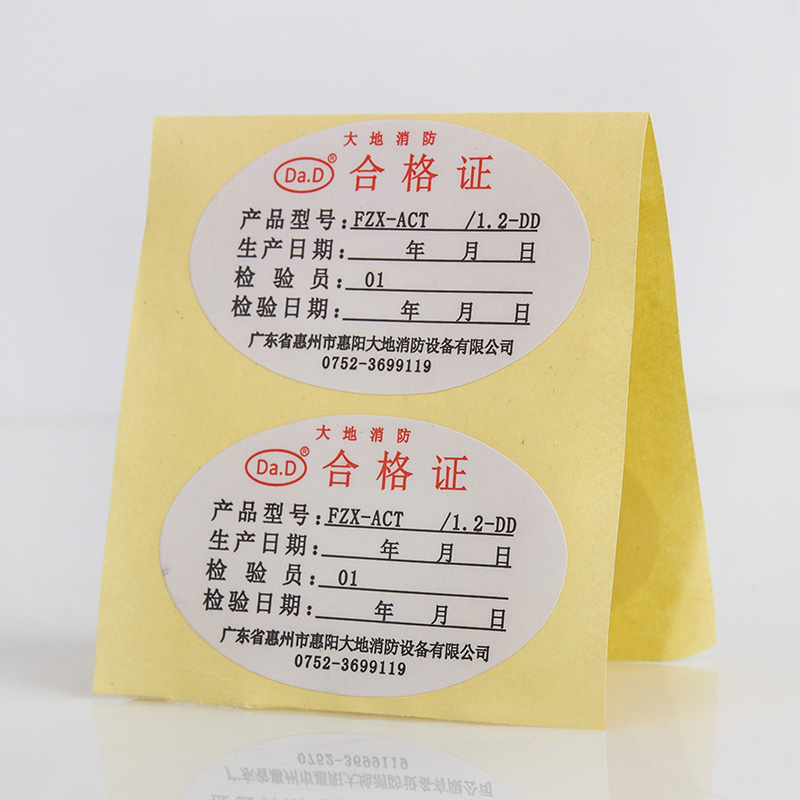 大地消防
Da.D® 合格证
产品型号:FZX-ACT /1.2-DD
生产日期: 年 月 日
检验员: 01
检验日期: 年 月 日
广东省惠州市惠阳大地消防设备有限公司
0752-3699119
大地消防
Da.D® 合格证
产品型号:FZX-ACT /1.2-DD
生产日期: 年 月 日
检验员: 01
检验日期: 年 月 日
广东省惠州市惠阳大地消防设备有限公司
0752-3699119